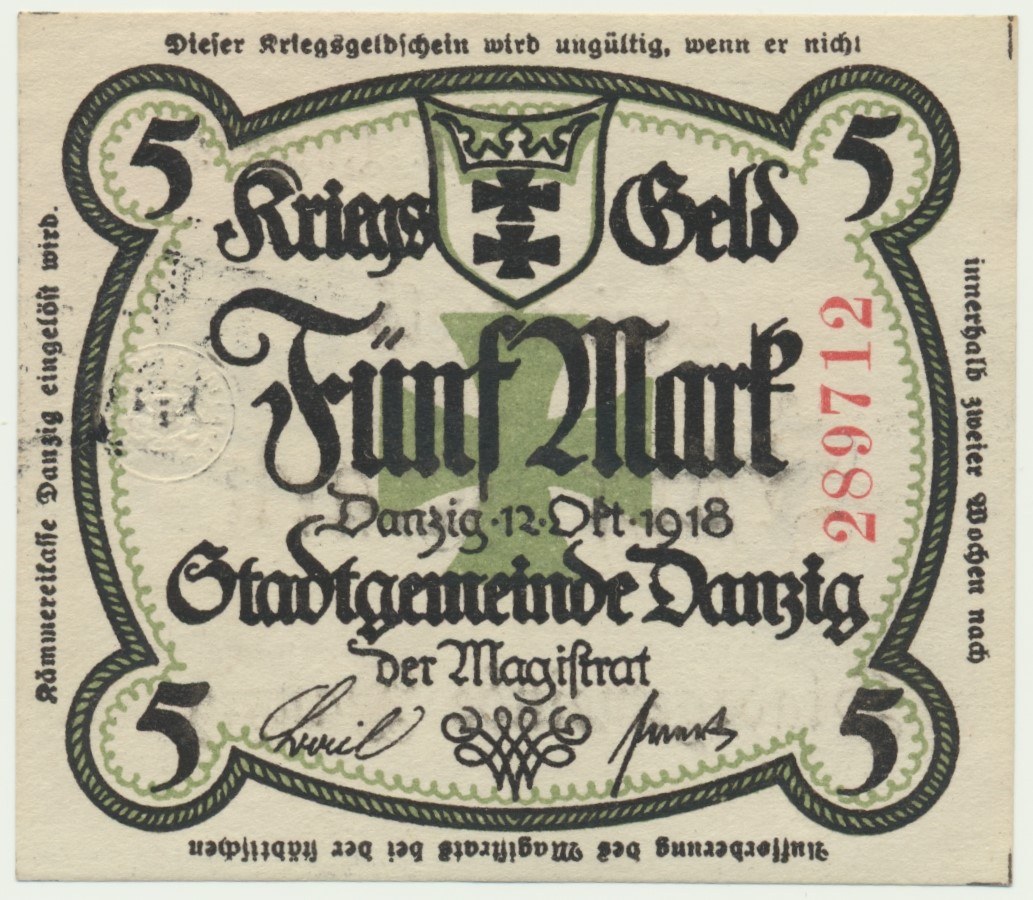 Dieser Kriegsgeldschein wird ungültig, wenn er nicht
innerhalb zweier Wochen nach
Aufforderung des Magistrats bei der städtischen
Kämmereikasse Danzig eingelöst wird.
5 5
Kriegs Geld
Fünf Mark
289712
Danzig·12·Okt·1918
Stadtgemeinde Danzig
der Magistrat
5 5